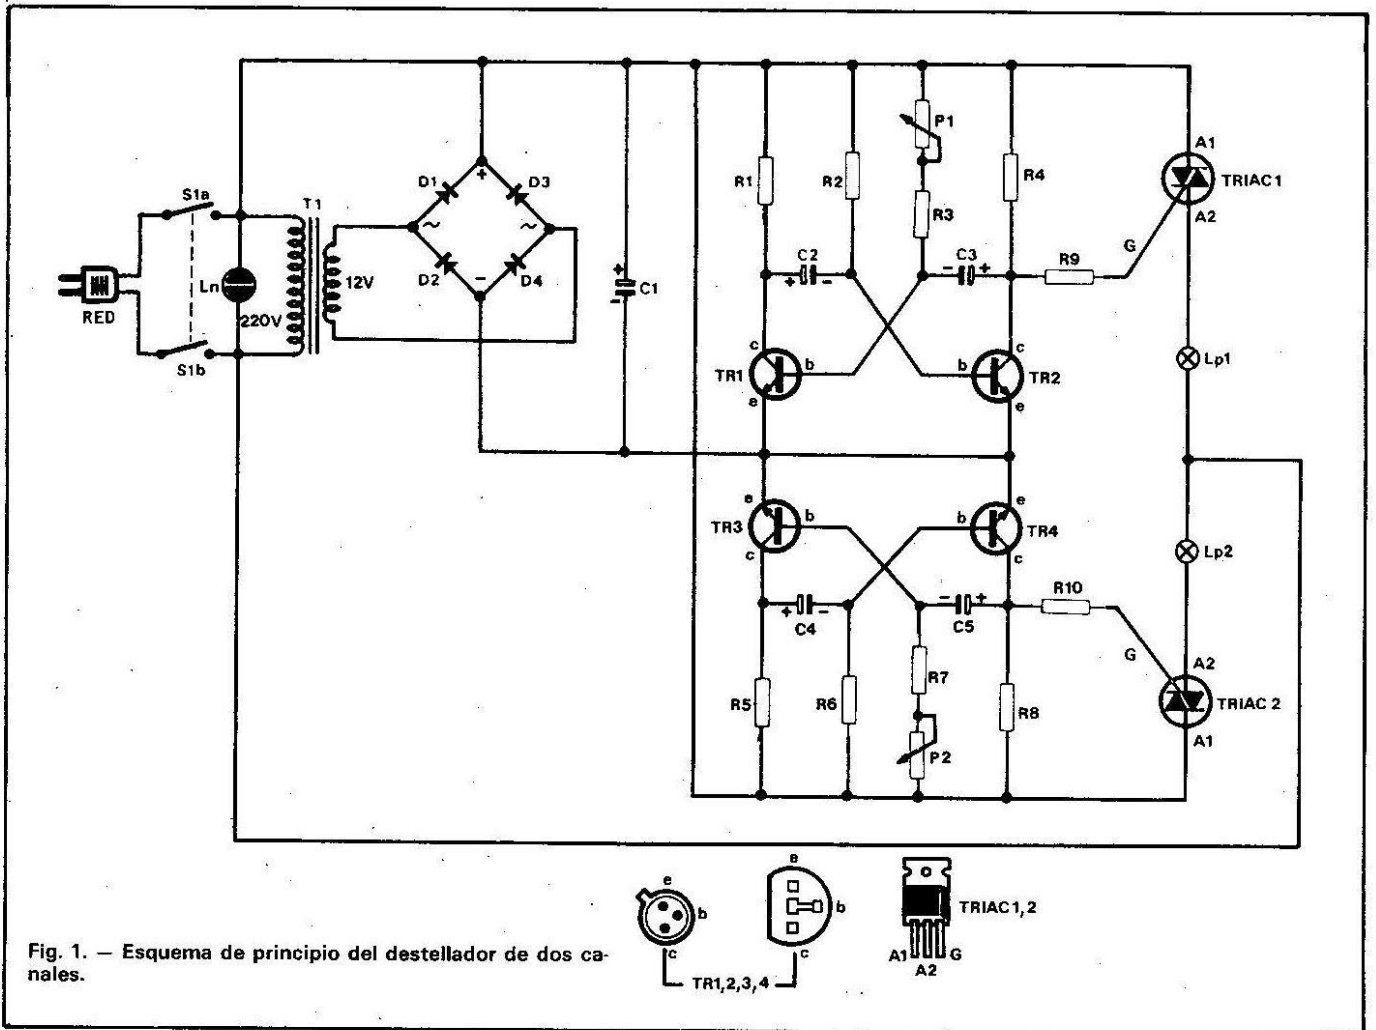 S1a
T1
D1
+
D3
~
~
D2
−
D4
Ln
12V
RED
220V
S1b
+
-
C1
P1
R1
R2
R3
R4
A1
TRIAC1
A2
G
C2
+ −
C3
− +
R9
c
b
TR1
e
b
c
TR2
e
Lp1
e
b
TR3
c
e
b
TR4
c
Lp2
+ −
C4
− +
C5
R10
G
A2
TRIAC 2
A1
R5
R6
R7
R8
P2
e
b
c
e
b
c
TR1,2,3,4
TRIAC1,2
A1
A2
G
Fig. 1. — Esquema de principio del destellador de dos ca-
nales.